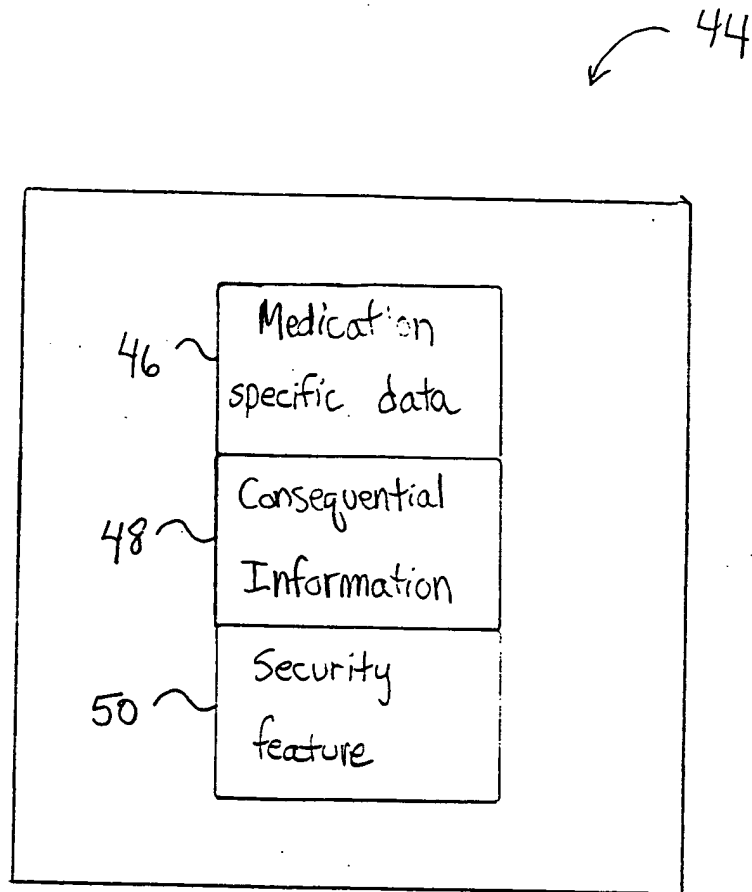 44
46
Medication
specific data
48
Consequential
Information
50
Security
feature